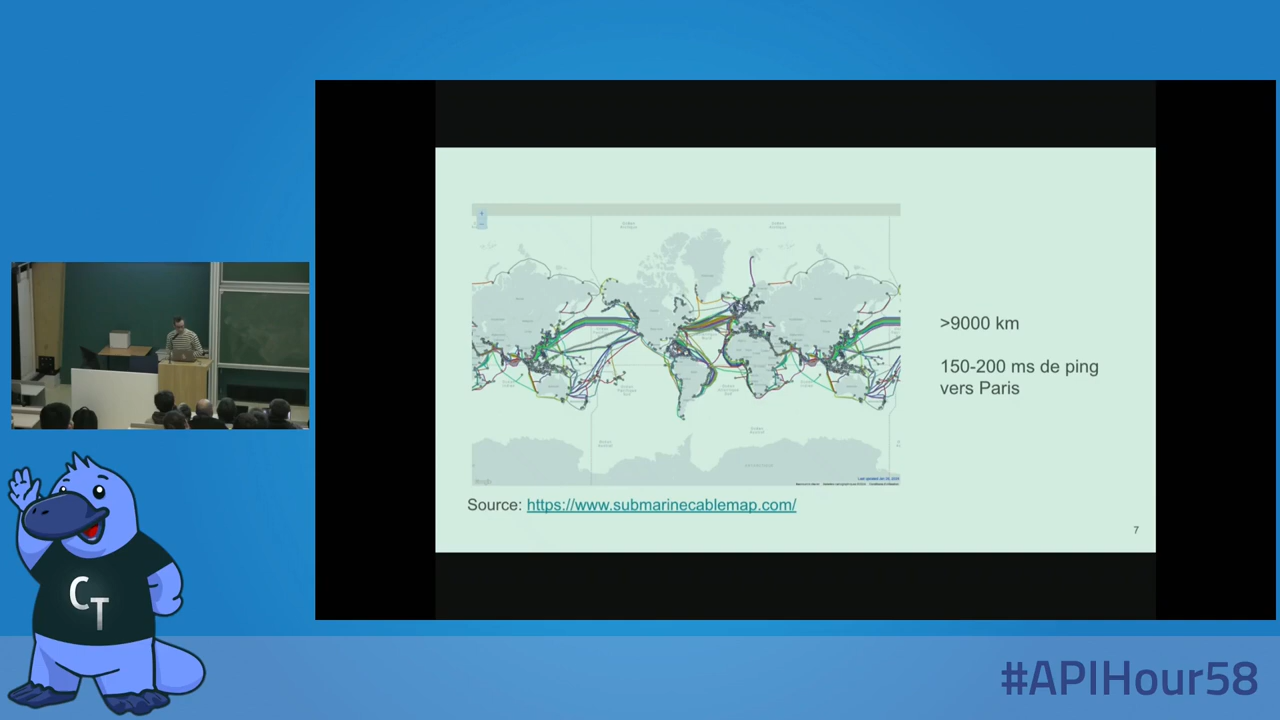 >9000 km
150-200 ms de ping
vers Paris
Source: https://www.submarinecablemap.com/
7
CT
#APIHour58